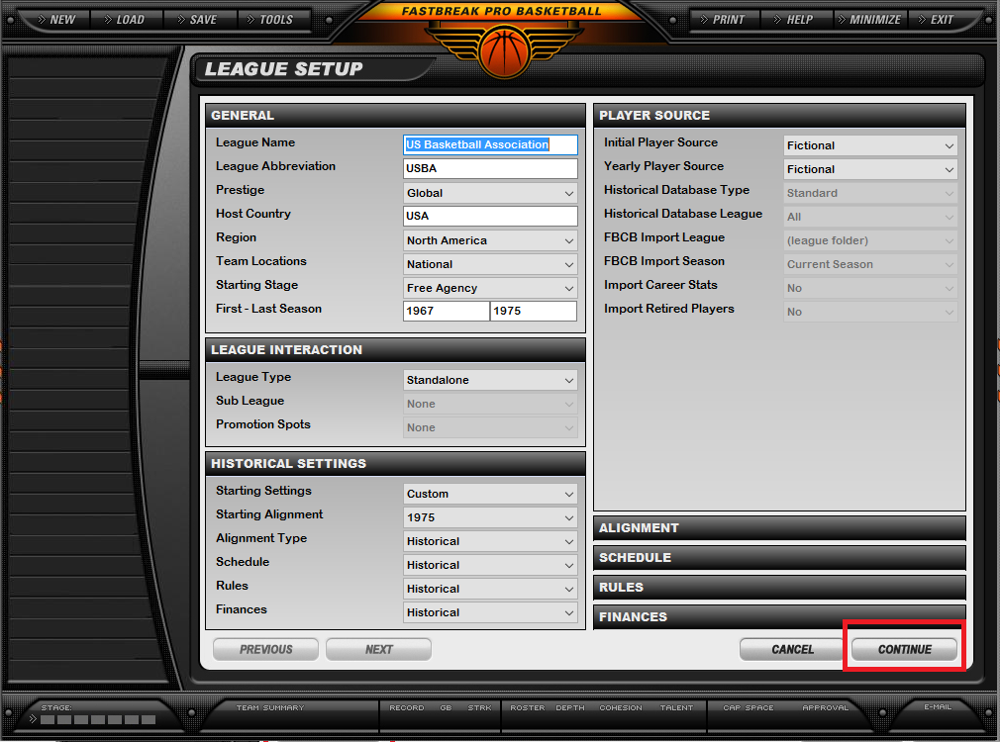 NEW LOAD SAVE TOOLS FASTBREAK PRO BASKETBALL PRINT HELP MINIMIZE EXIT
LEAGUE SETUP
GENERAL
League Name US Basketball Association
League Abbreviation USBA
Prestige Global
Host Country USA
Region North America
Team Locations National
Starting Stage Free Agency
First - Last Season 1967 1975
LEAGUE INTERACTION
League Type Standalone
Sub League None
Promotion Spots None
HISTORICAL SETTINGS
Starting Settings Custom
Starting Alignment 1975
Alignment Type Historical
Schedule Historical
Rules Historical
Finances Historical
PLAYER SOURCE
Initial Player Source Fictional
Yearly Player Source Fictional
Historical Database Type Standard
Historical Database League All
FBCB Import League (league folder)
FBCB Import Season Current Season
Import Career Stats No
Import Retired Players No
ALIGNMENT
SCHEDULE
RULES
FINANCES
PREVIOUS NEXT CANCEL CONTINUE
STAGE: TEAM SUMMARY RECORD GB STRK ROSTER DEPTH COHESION TALENT CAP SPACE APPROVAL E-MAIL